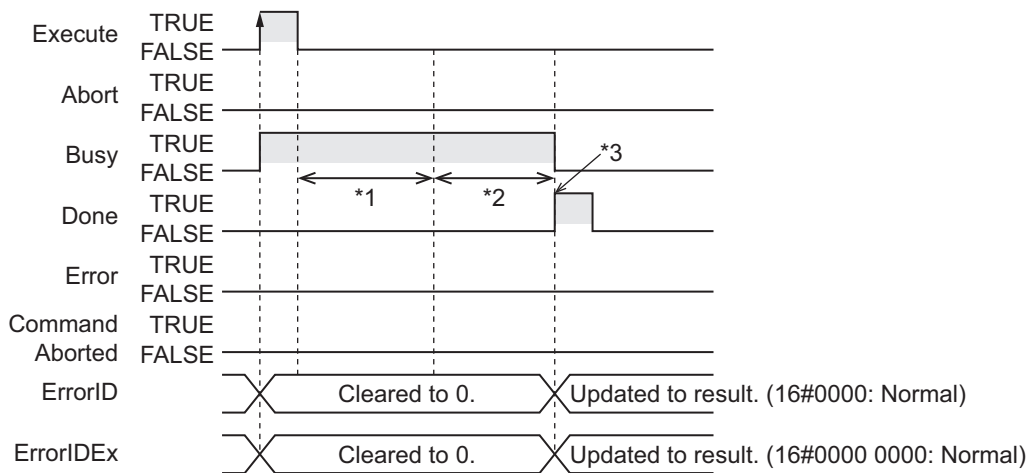 Execute TRUE
FALSE
Abort TRUE
FALSE
Busy TRUE
FALSE
*3
*1 *2
Done TRUE
FALSE
Error TRUE
FALSE
Command TRUE
Aborted FALSE
ErrorID Cleared to 0. Updated to result. (16#0000: Normal)
ErrorIDEx Cleared to 0. Updated to result. (16#0000 0000: Normal)